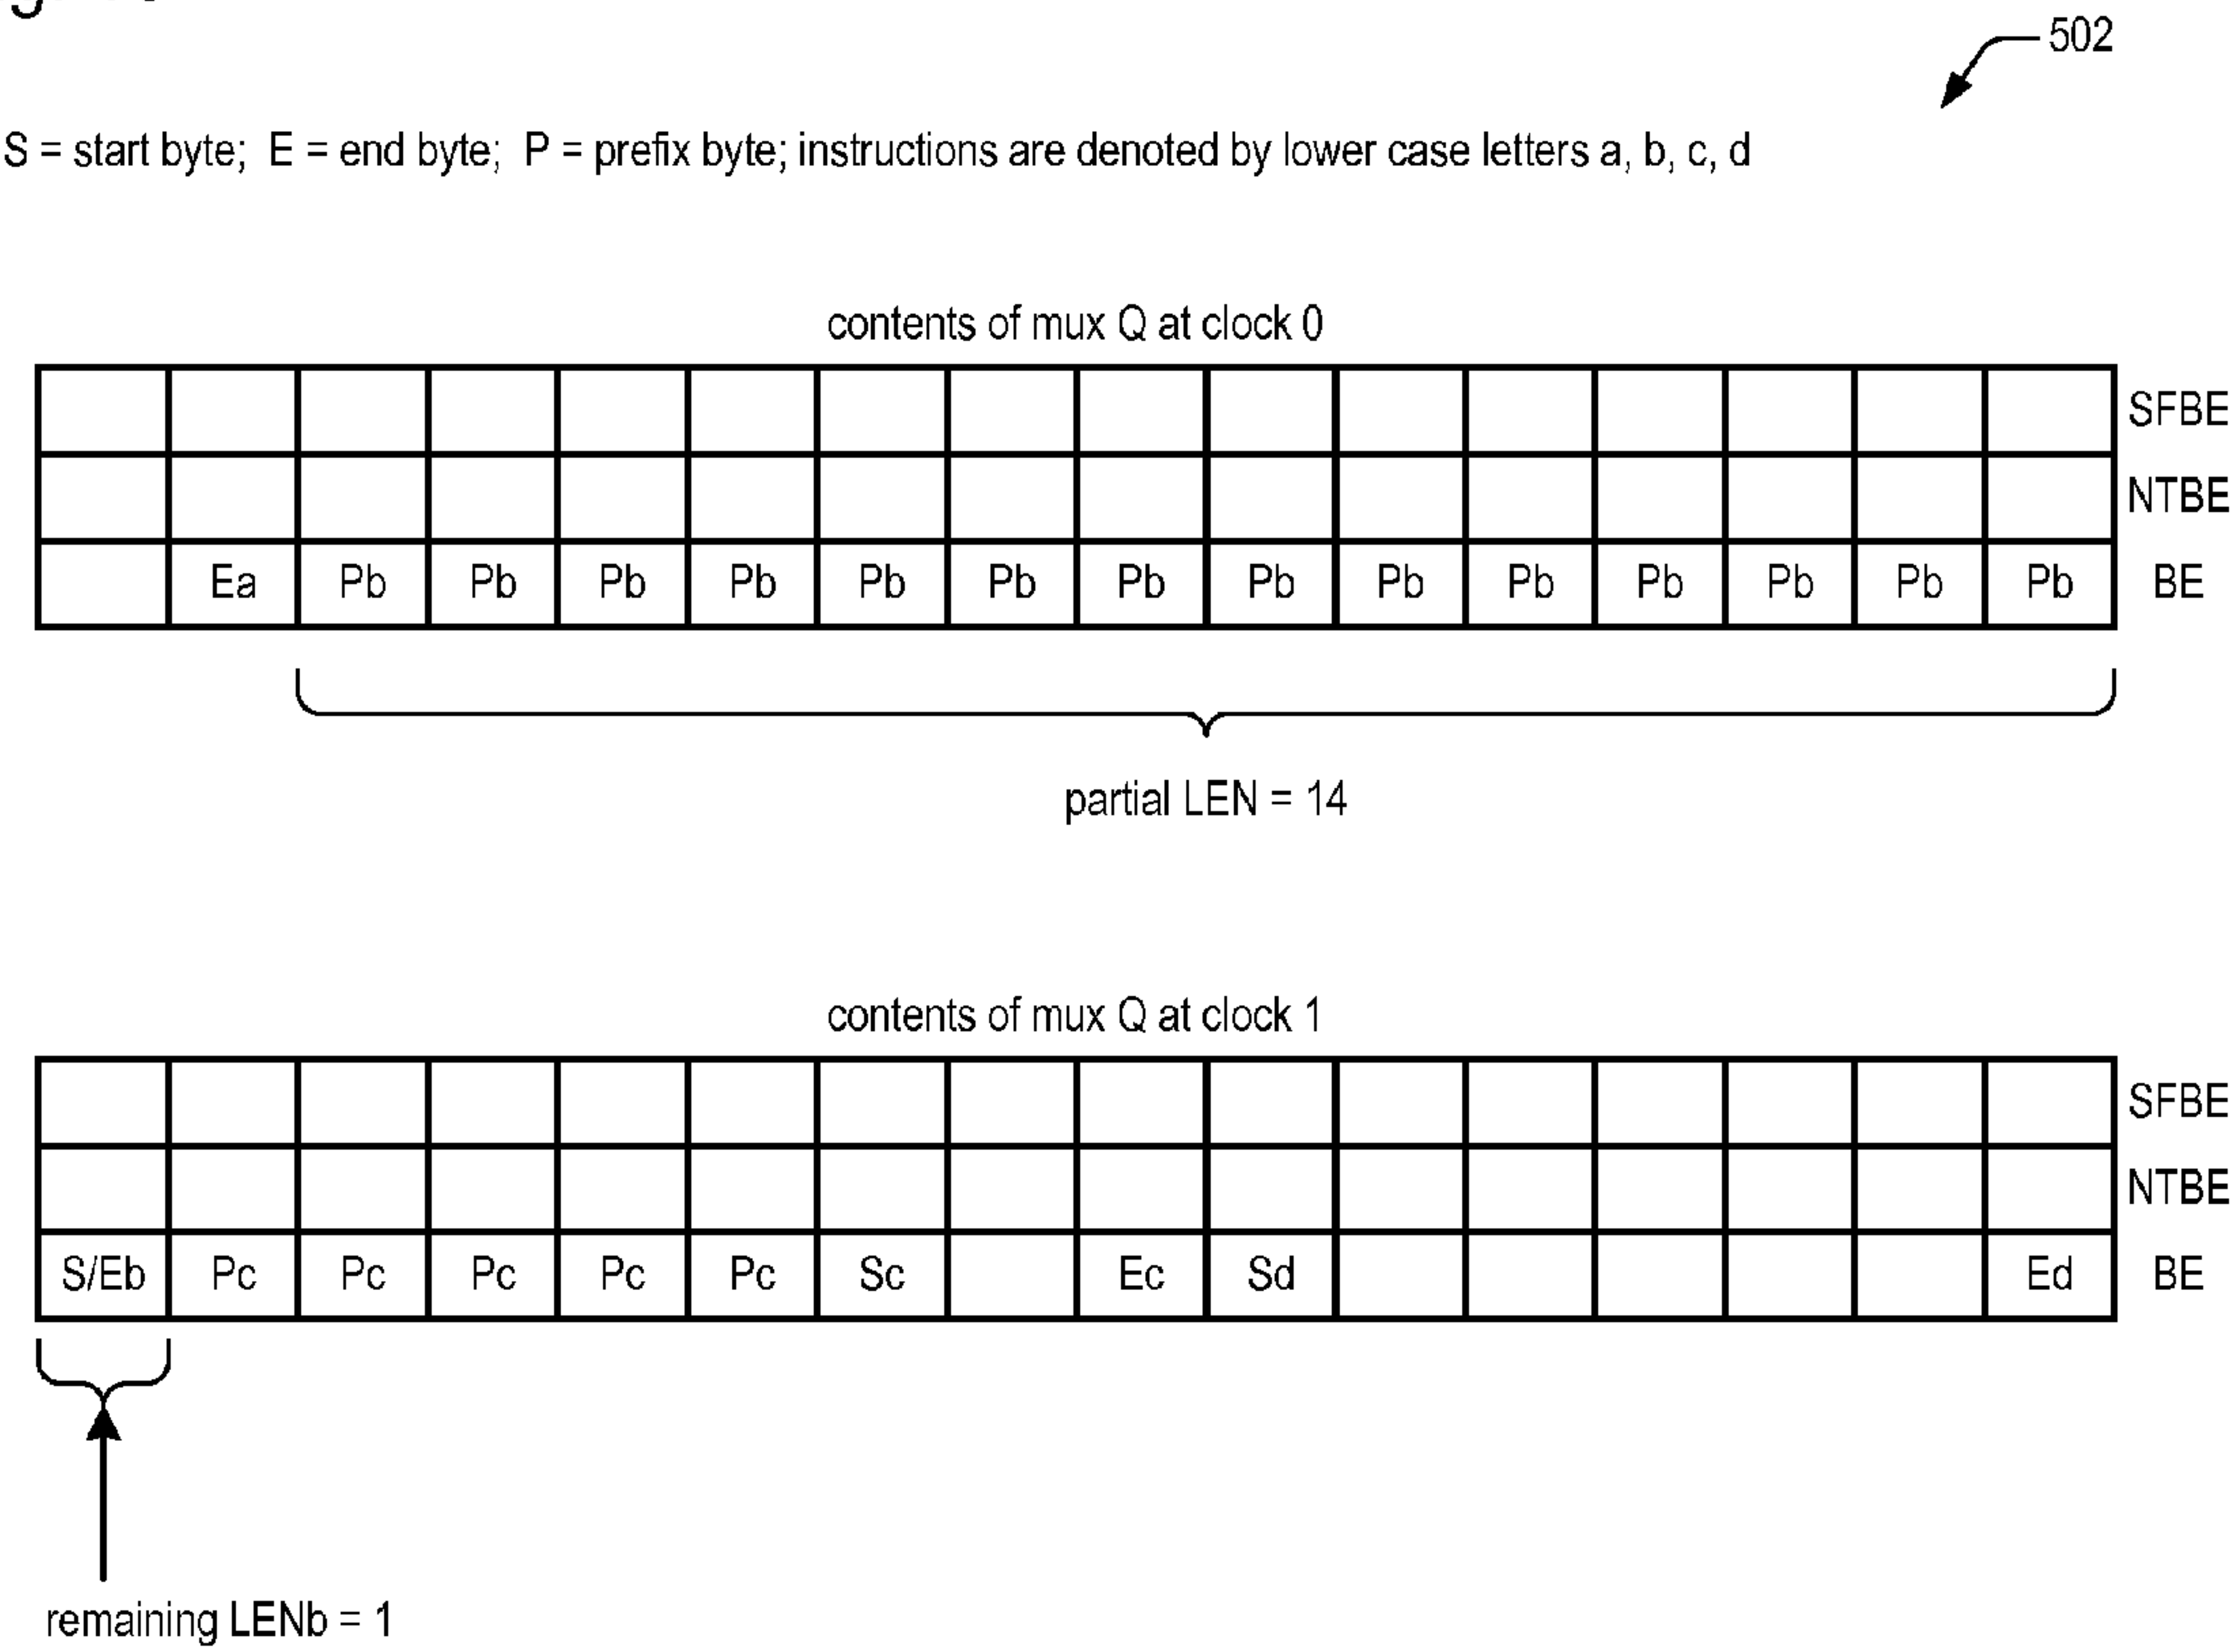 502
S = start byte; E = end byte; P = prefix byte; instructions are denoted by lower case letters a, b, c, d
contents of mux Q at clock 0
SFBE
NTBE
Ea Pb Pb Pb Pb Pb Pb Pb Pb Pb Pb Pb Pb Pb Pb BE
partial LEN = 14
contents of mux Q at clock 1
SFBE
NTBE
S/Eb Pc Pc Pc Pc Pc Sc Ec Sd Ed BE
remaining LENb = 1